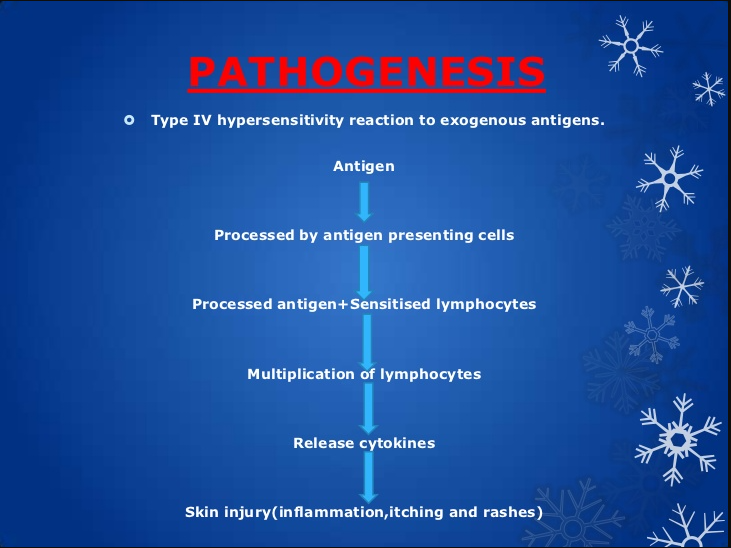 PATHOGENESIS
Type IV hypersensitivity reaction to exogenous antigens.
Antigen
Processed by antigen presenting cells
Processed antigen+Sensitised lymphocytes
Multiplication of lymphocytes
Release cytokines
Skin injury(inflammation,itching and rashes)